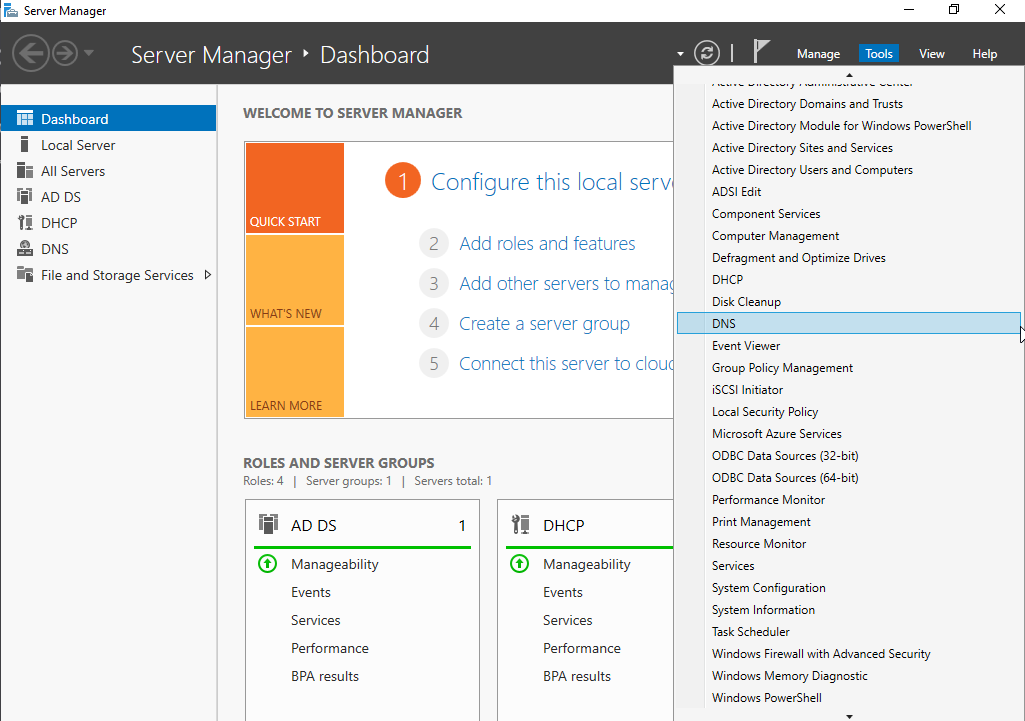 Server Manager
Server Manager ‣ Dashboard
Manage Tools View Help
Dashboard
Local Server
All Servers
AD DS
DHCP
DNS
File and Storage Services
WELCOME TO SERVER MANAGER
QUICK START
WHAT'S NEW
LEARN MORE
1 Configure this local serve
2 Add roles and features
3 Add other servers to manag
4 Create a server group
5 Connect this server to cloud
ROLES AND SERVER GROUPS
Roles: 4 | Server groups: 1 | Servers total: 1
AD DS 1
Manageability
Events
Services
Performance
BPA results
DHCP
Manageability
Events
Services
Performance
BPA results
Active Directory Administrative Center
Active Directory Domains and Trusts
Active Directory Module for Windows PowerShell
Active Directory Sites and Services
Active Directory Users and Computers
ADSI Edit
Component Services
Computer Management
Defragment and Optimize Drives
DHCP
Disk Cleanup
DNS
Event Viewer
Group Policy Management
iSCSI Initiator
Local Security Policy
Microsoft Azure Services
ODBC Data Sources (32-bit)
ODBC Data Sources (64-bit)
Performance Monitor
Print Management
Resource Monitor
Services
System Configuration
System Information
Task Scheduler
Windows Firewall with Advanced Security
Windows Memory Diagnostic
Windows PowerShell